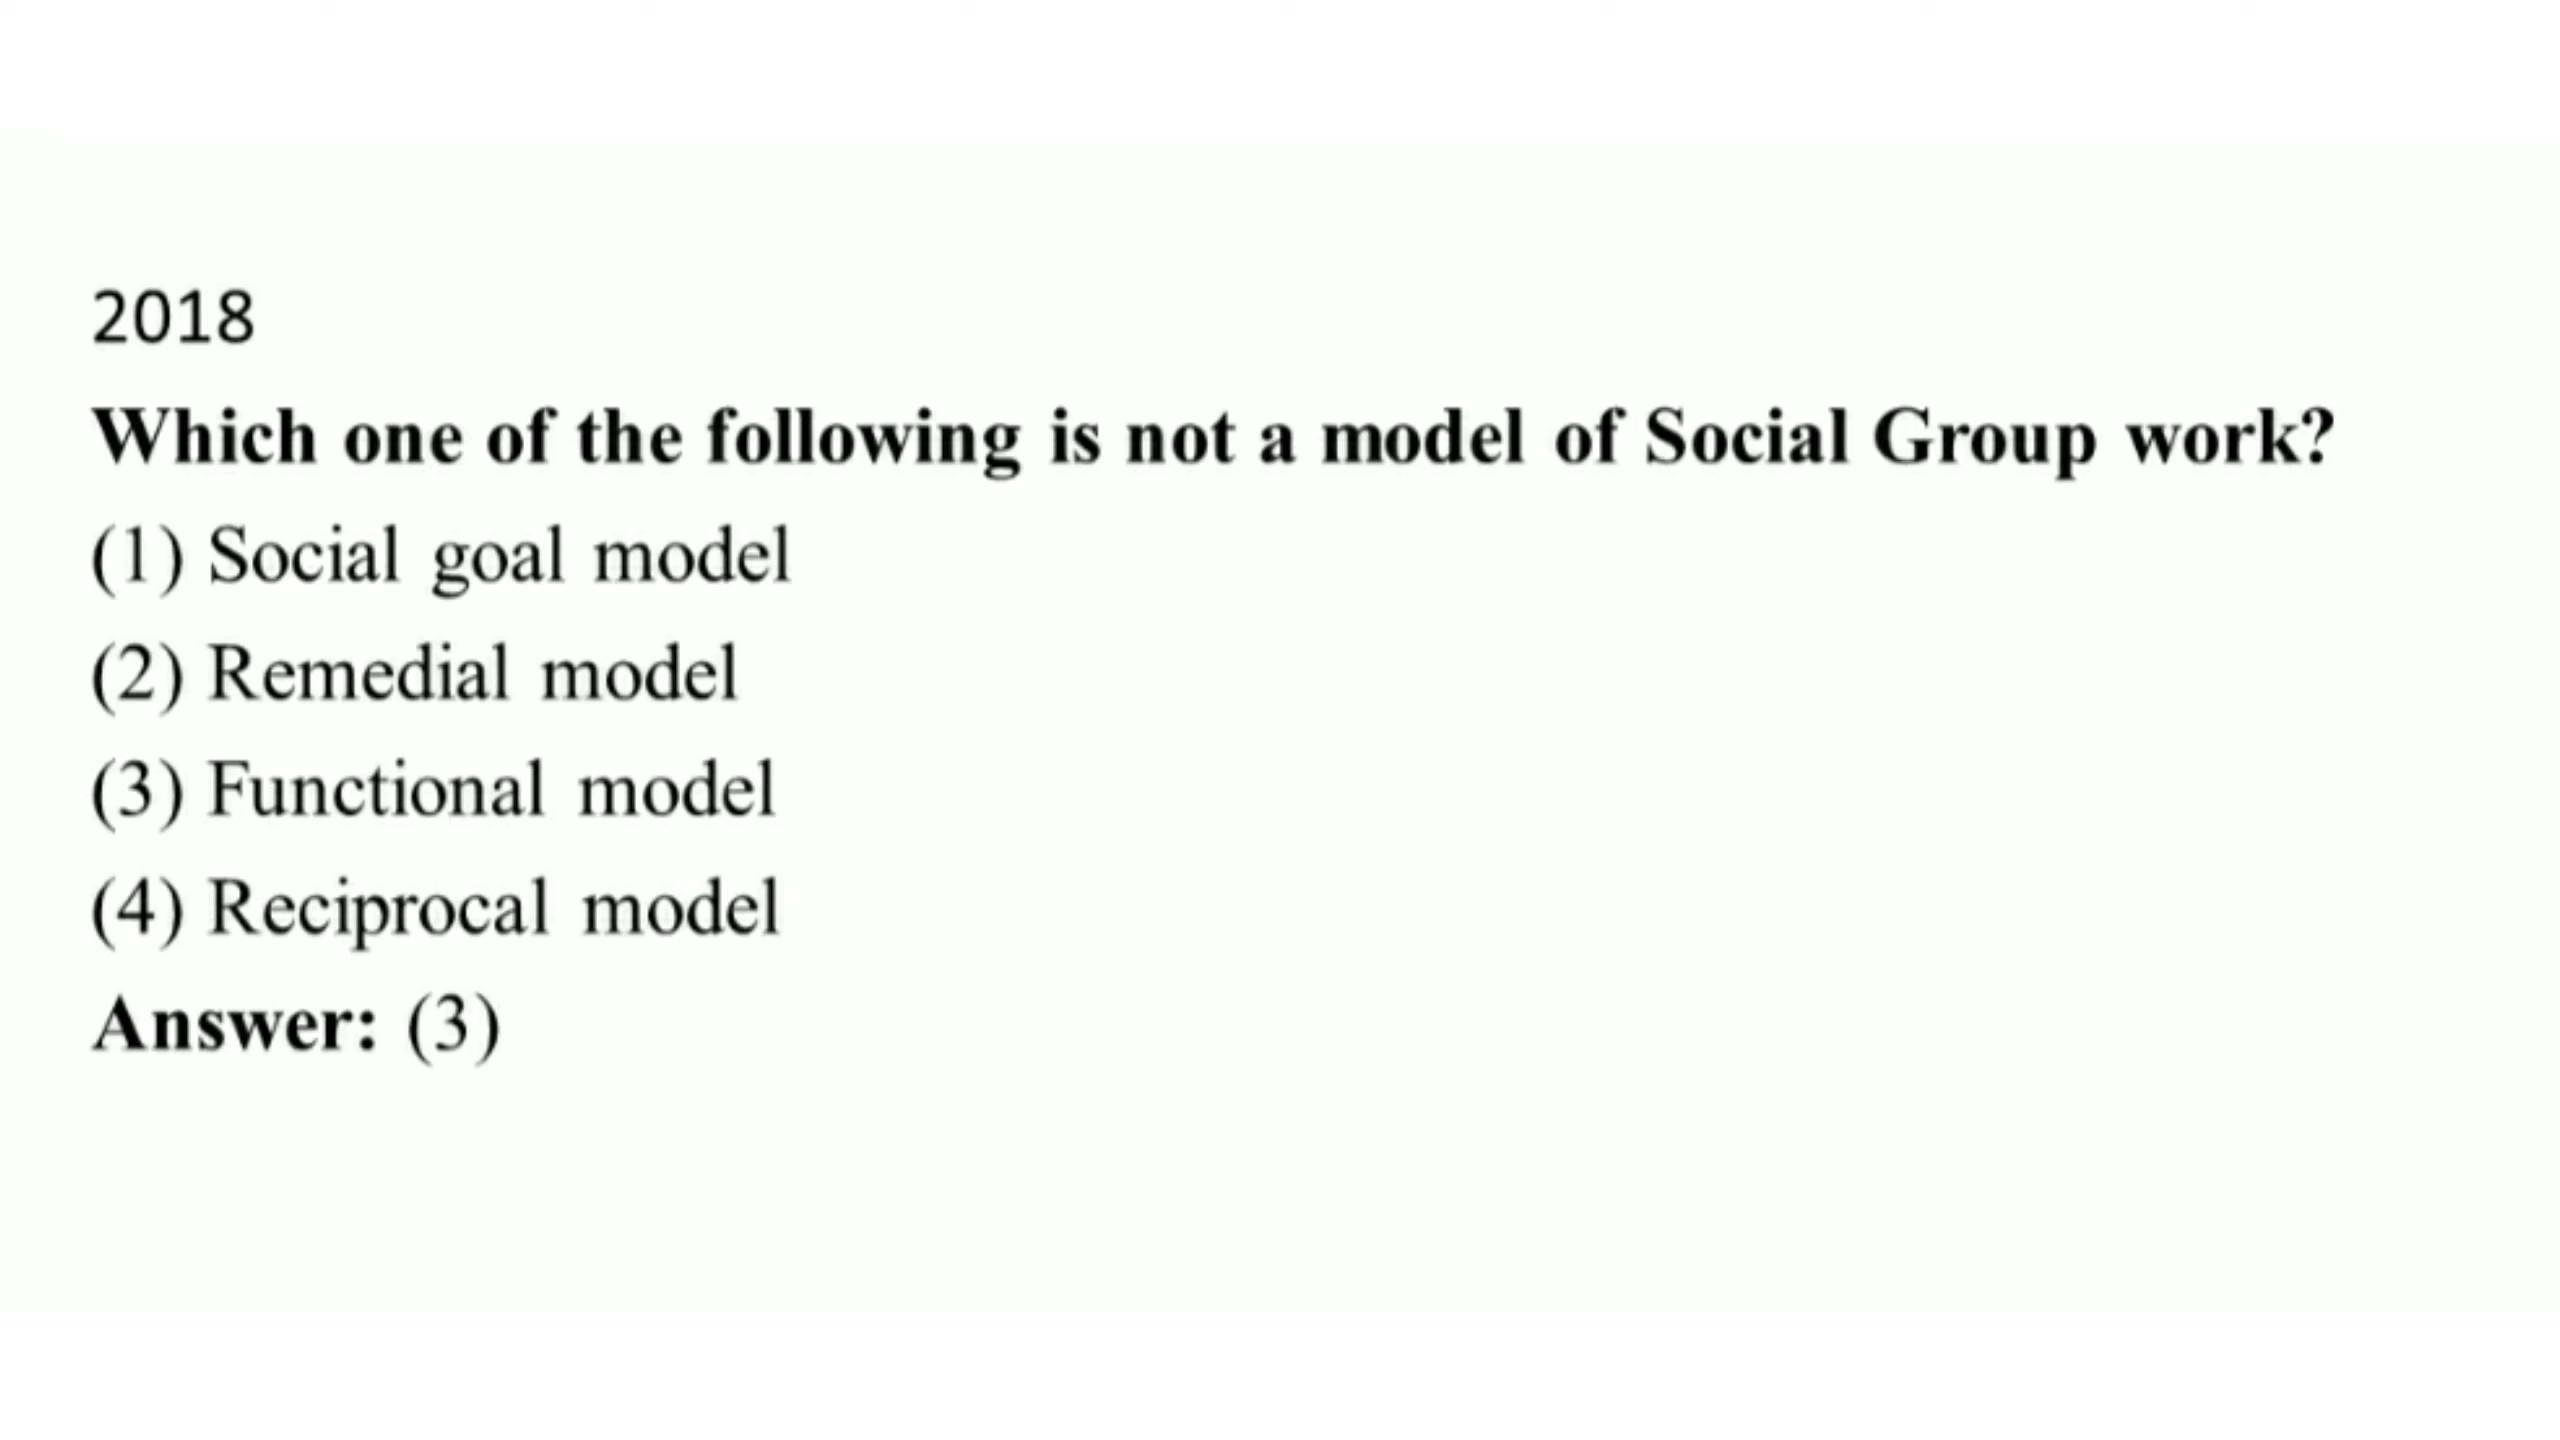 2018
Which one of the following is not a model of Social Group work?
(1) Social goal model
(2) Remedial model
(3) Functional model
(4) Reciprocal model
Answer: (3)